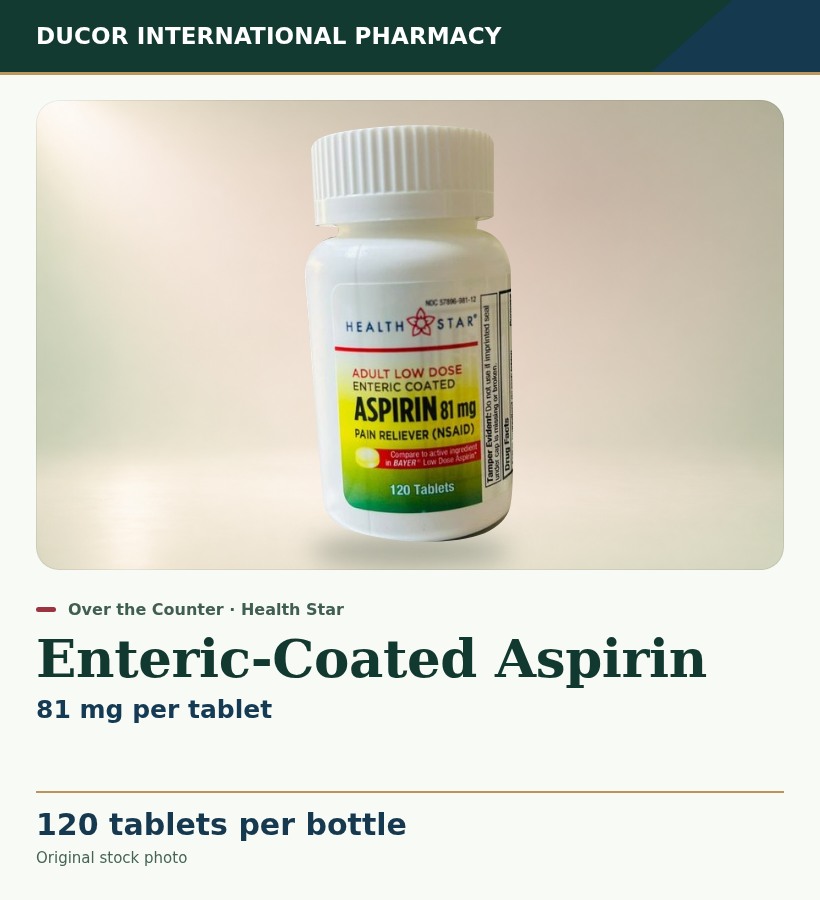 DUCOR INTERNATIONAL PHARMACY
NDC 57896-981-12
HEALTH STAR®
ADULT LOW DOSE
ENTERIC COATED
ASPIRIN 81 mg
PAIN RELIEVER (NSAID)
Compare to active ingredient
in BAYER® Low Dose Aspirin*
120 Tablets
Tamper Evident: Do not use if imprinted seal
under cap is missing or broken.
Drug Facts
Over the Counter · Health Star
Enteric-Coated Aspirin
81 mg per tablet
120 tablets per bottle
Original stock photo